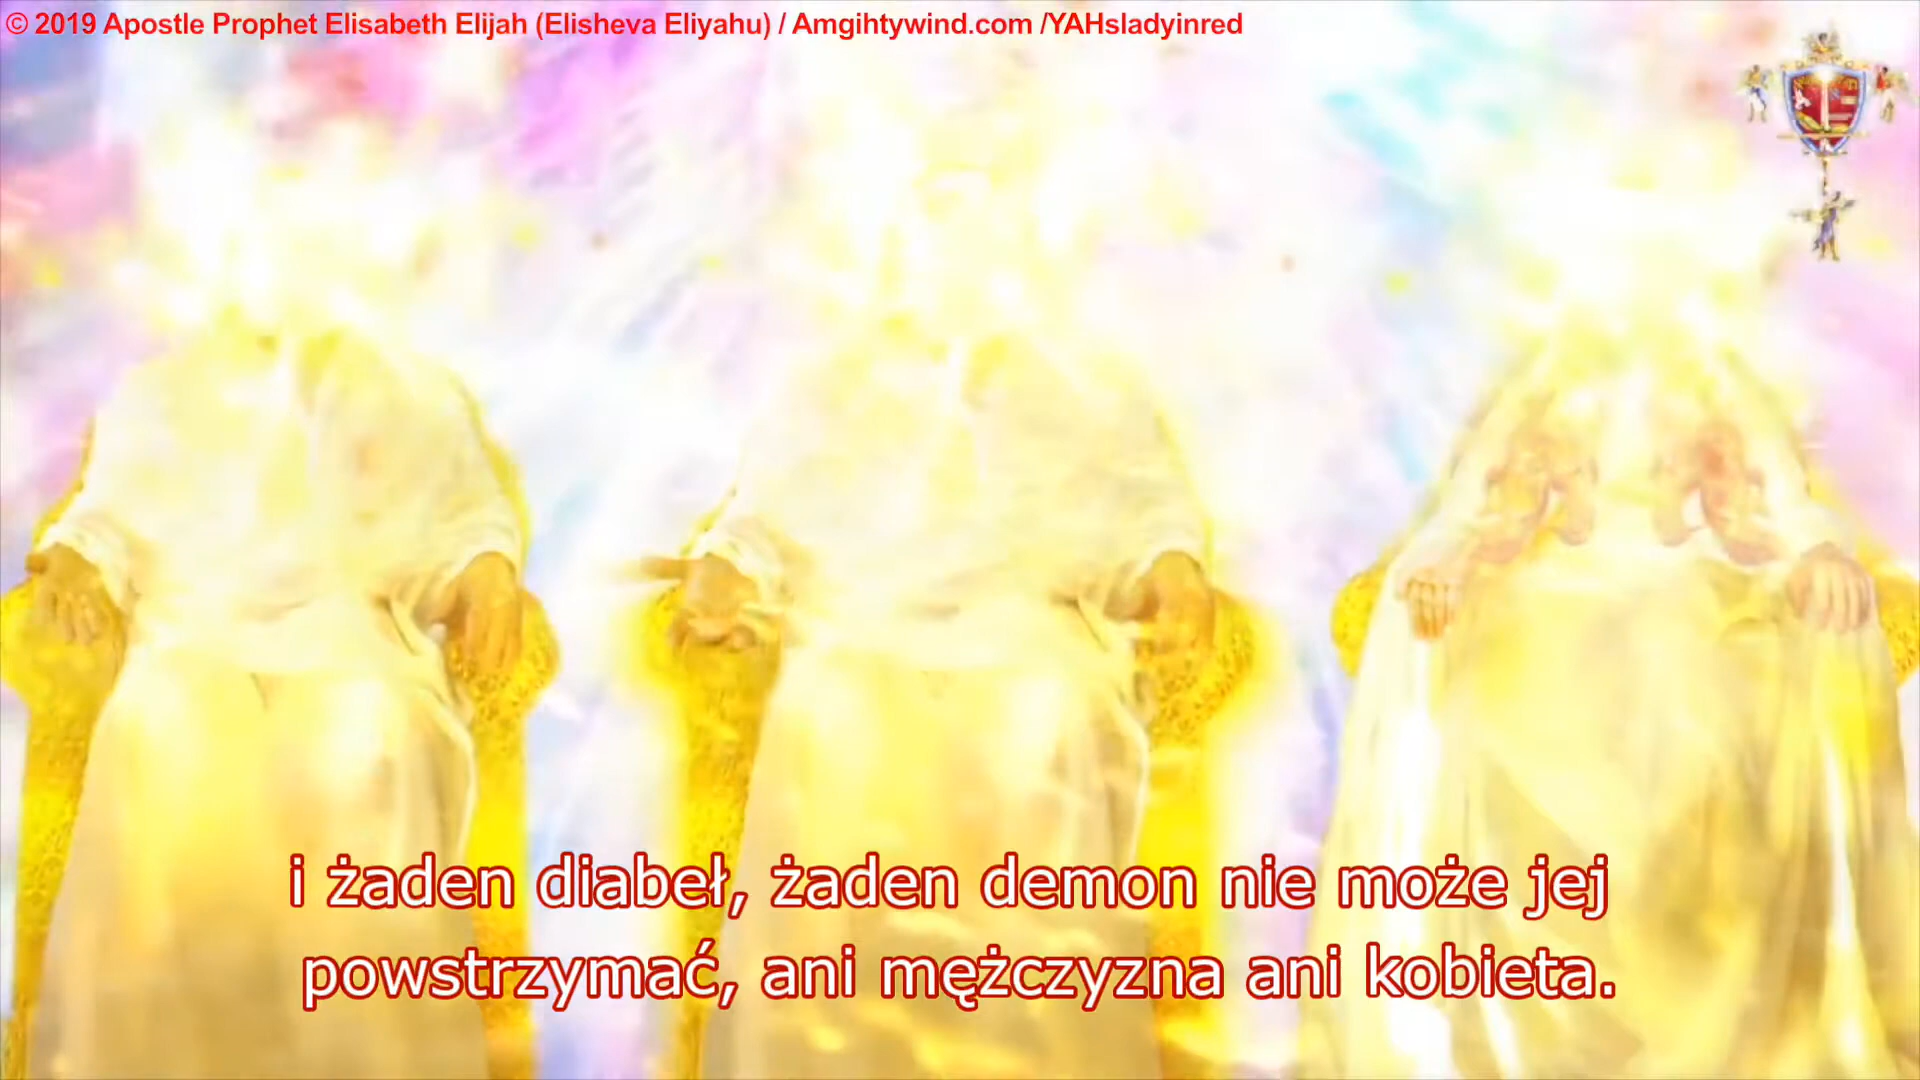 © 2019 Apostle Prophet Elisabeth Elijah (Elisheva Eliyahu) / Amgihtywind.com /YAHsladyinred
i żaden diabeł, żaden demon nie może jej
powstrzymać, ani mężczyzna ani kobieta.